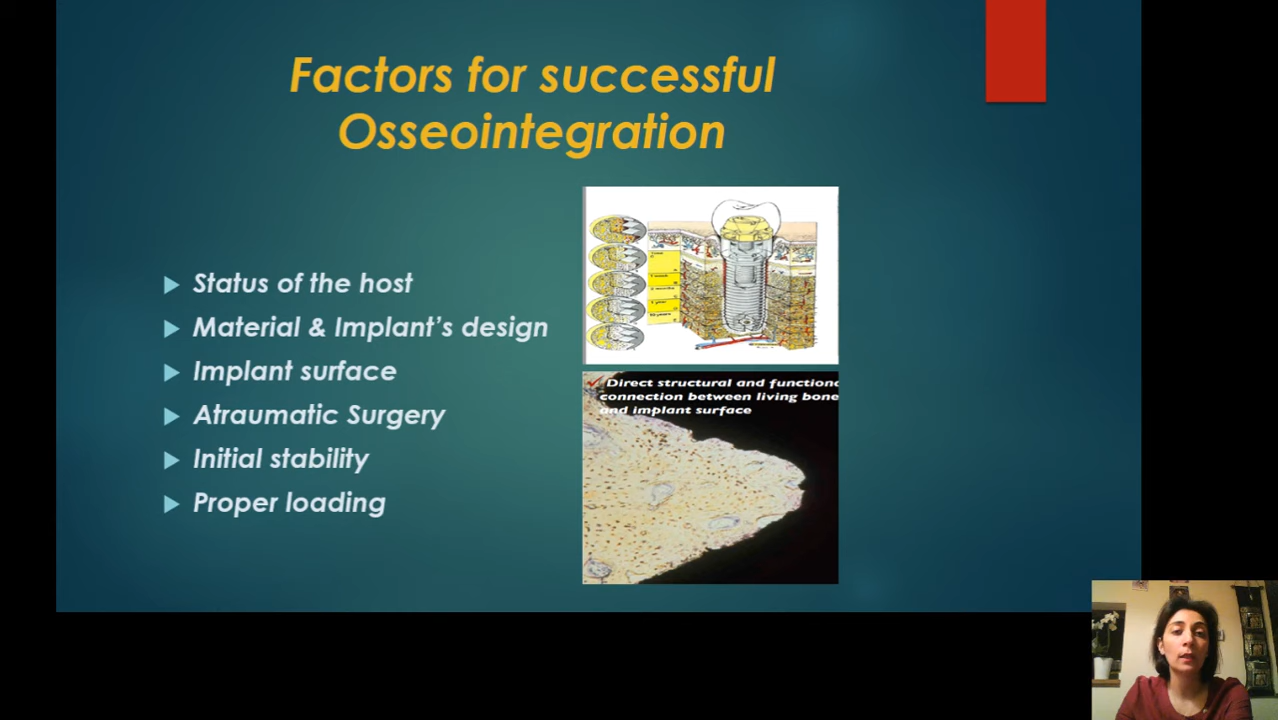 Factors for successful
Osseointegration
Status of the host
Material & Implant's design
Implant surface
Atraumatic Surgery
Initial stability
Proper loading
Direct structural and function
connection between living bone
and implant surface